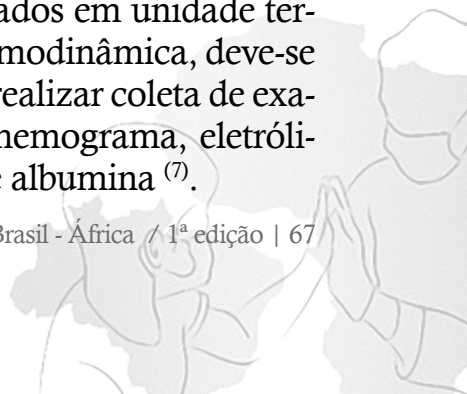 ados em unidade ter-
modinâmica, deve-se
realizar coleta de exa-
hemograma, eletróli-
e albumina (7).
Brasil - África / 1ª edição | 67